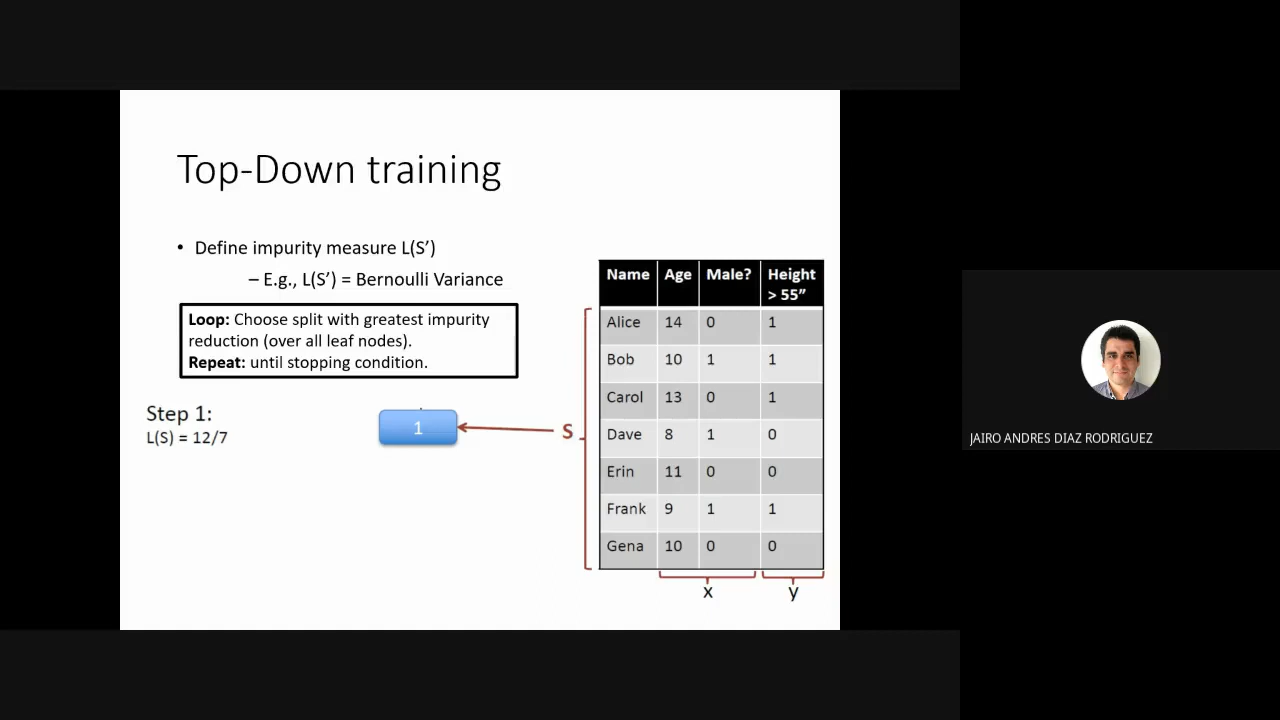 Top-Down training
• Define impurity measure L(S’)
– E.g., L(S’) = Bernoulli Variance
Loop: Choose split with greatest impurity
reduction (over all leaf nodes).
Repeat: until stopping condition.
Step 1:
L(S) = 12/7
1
S
Name Age Male? Height
> 55”
Alice 14 0 1
Bob 10 1 1
Carol 13 0 1
Dave 8 1 0
Erin 11 0 0
Frank 9 1 1
Gena 10 0 0
x y
JAIRO ANDRES DIAZ RODRIGUEZ